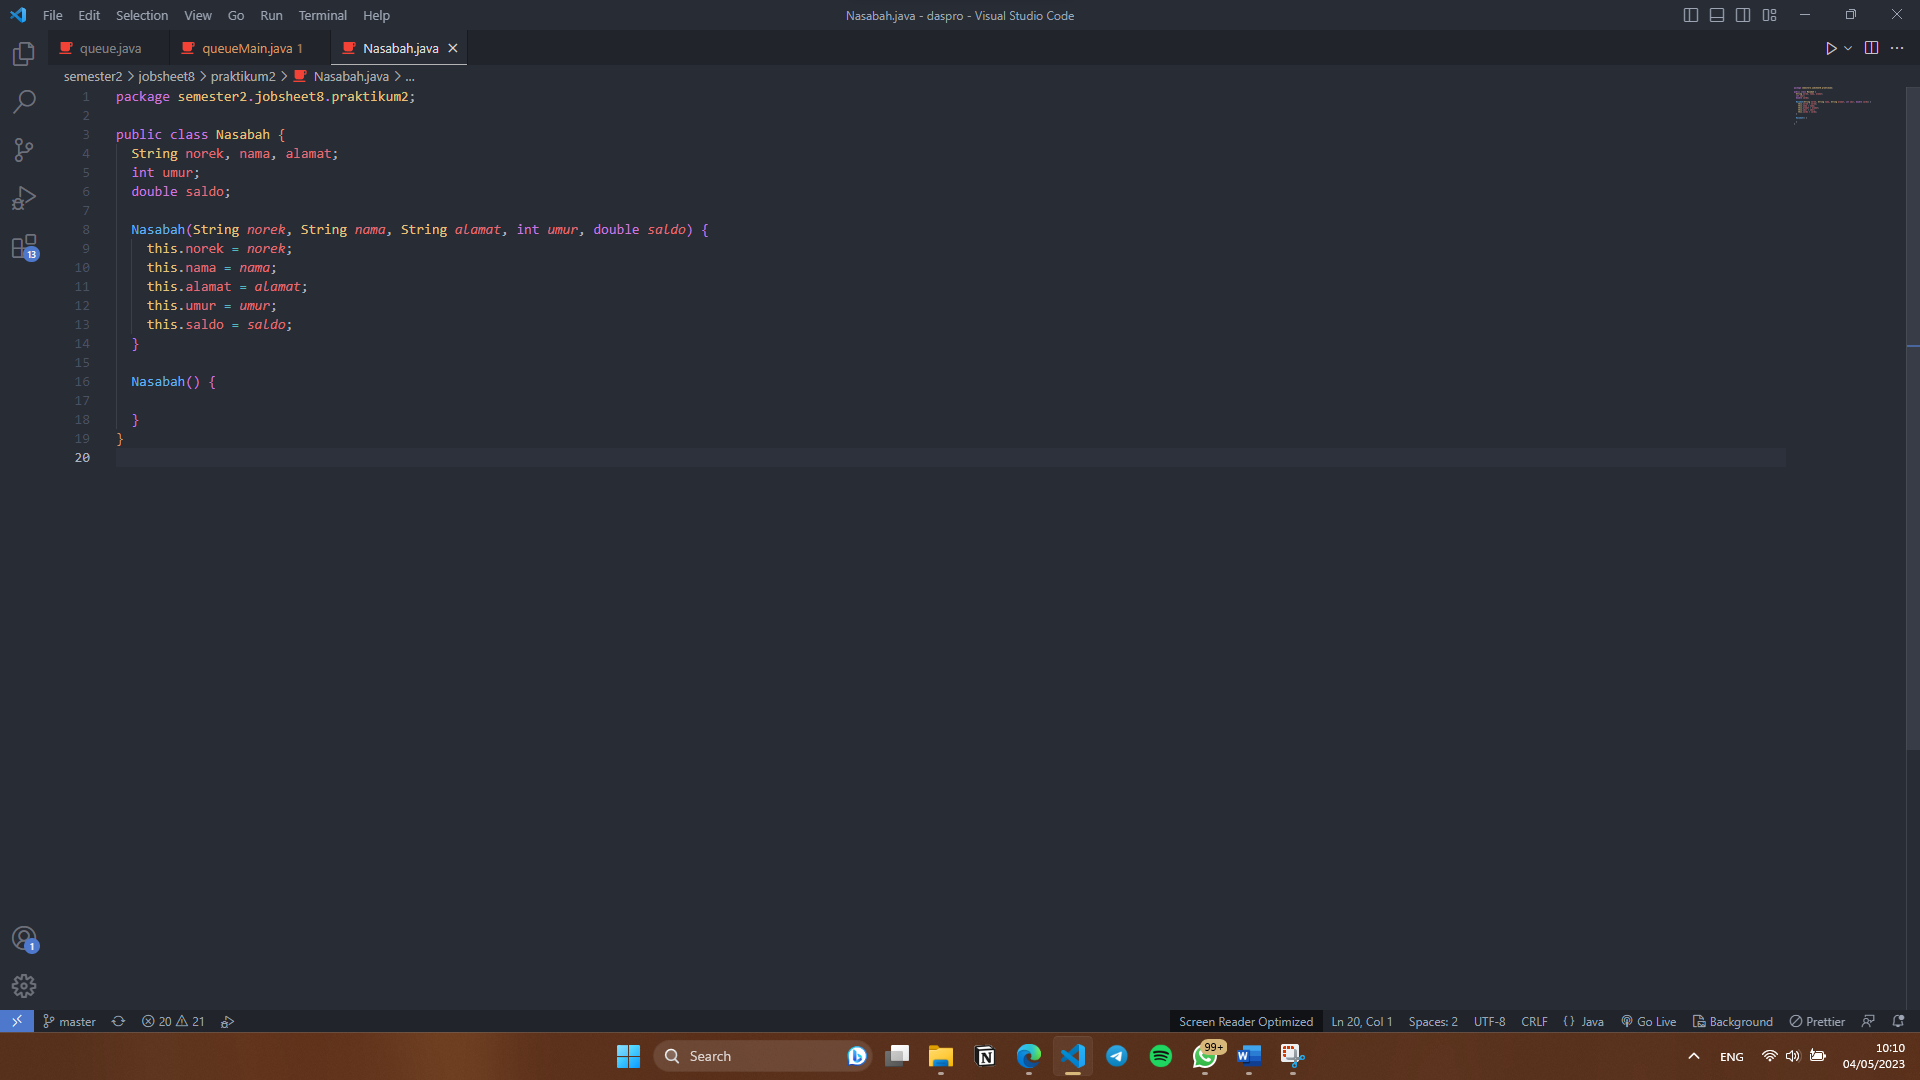 File Edit Selection View Go Run Terminal Help
Nasabah.java - daspro - Visual Studio Code
queue.java
queueMain.java 1
Nasabah.java
semester2 > jobsheet8 > praktikum2 > Nasabah.java > ...
1 package semester2.jobsheet8.praktikum2;
2
3 public class Nasabah {
4 String norek, nama, alamat;
5 int umur;
6 double saldo;
7
8 Nasabah(String norek, String nama, String alamat, int umur, double saldo) {
9 this.norek = norek;
10 this.nama = nama;
11 this.alamat = alamat;
12 this.umur = umur;
13 this.saldo = saldo;
14 }
15
16 Nasabah() {
17
18 }
19 }
20
13
1
master
20
21
Screen Reader Optimized
Ln 20, Col 1
Spaces: 2
UTF-8
CRLF
{ } Java
Go Live
Background
Prettier
Search
99+
ENG
10:10
04/05/2023